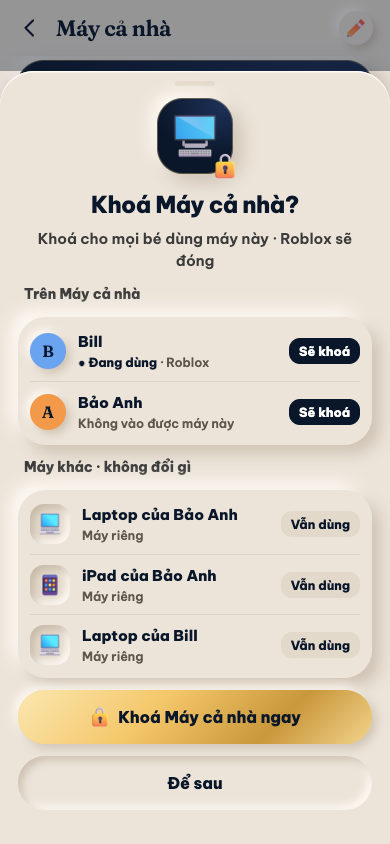 Máy cả nhà
Khoá Máy cả nhà?
Khoá cho mọi bé dùng máy này · Roblox sẽ
đóng
Trên Máy cả nhà
B
Bill
● Đang dùng · Roblox
Sẽ khoá
A
Bảo Anh
Không vào được máy này
Sẽ khoá
Máy khác · không đổi gì
Laptop của Bảo Anh
Máy riêng
Vẫn dùng
iPad của Bảo Anh
Máy riêng
Vẫn dùng
Laptop của Bill
Máy riêng
Vẫn dùng
Khoá Máy cả nhà ngay
Để sau